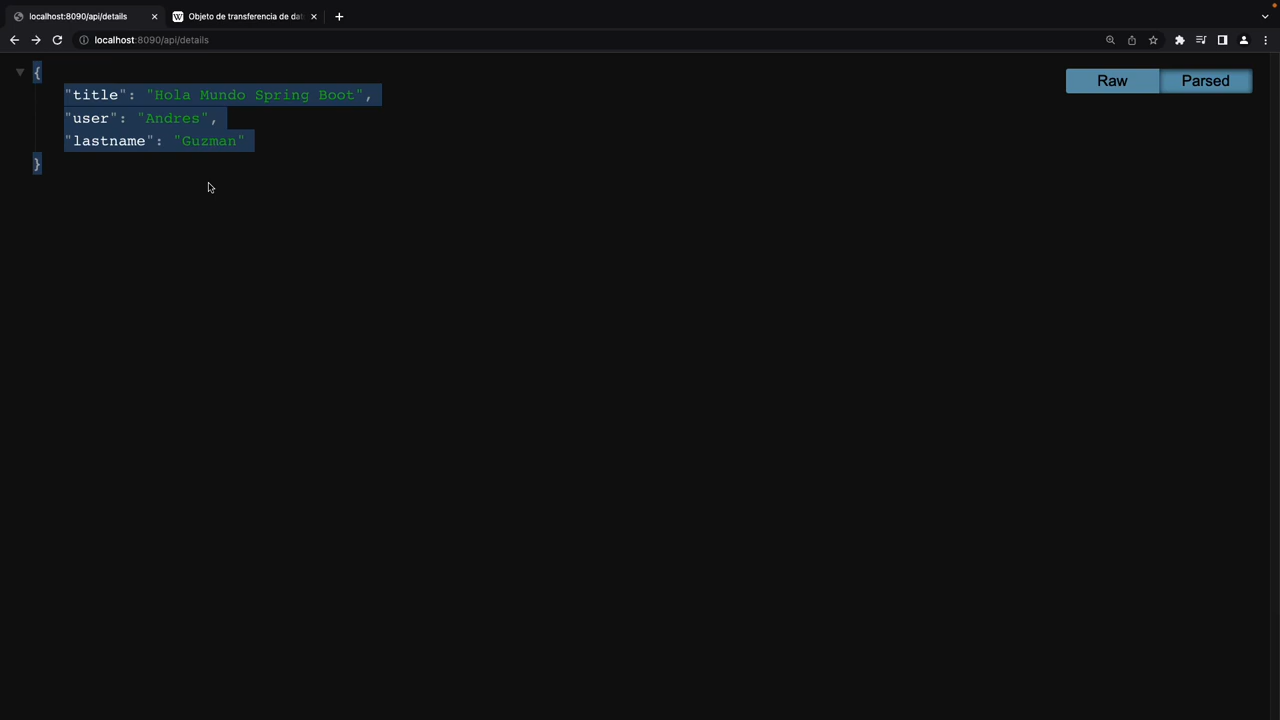 localhost:8090/api/details
Objeto de transferencia de dat
localhost:8090/api/details
Raw
Parsed
{
"title": "Hola Mundo Spring Boot",
"user": "Andres",
"lastname": "Guzman"
}